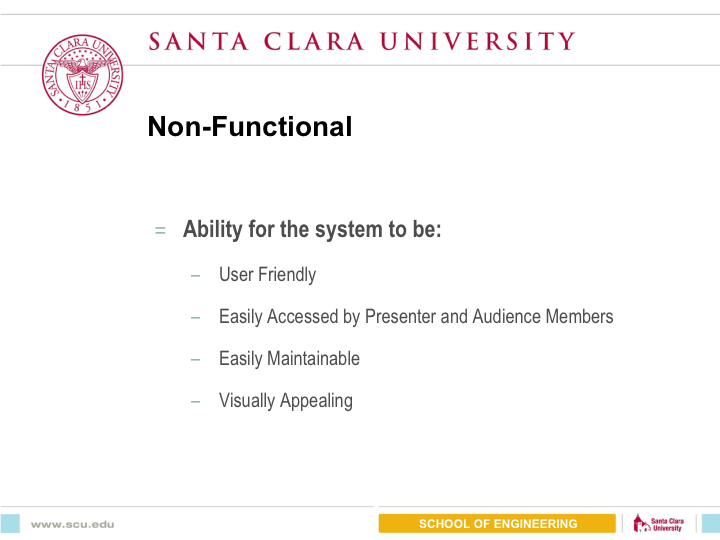 SANTA CLARA UNIVERSITY
SANTA CLARA UNIVERSITY
IHS
• 1851 •
Non-Functional
= Ability for the system to be:
– User Friendly
– Easily Accessed by Presenter and Audience Members
– Easily Maintainable
– Visually Appealing
www.scu.edu
SCHOOL OF ENGINEERING
Santa Clara
University